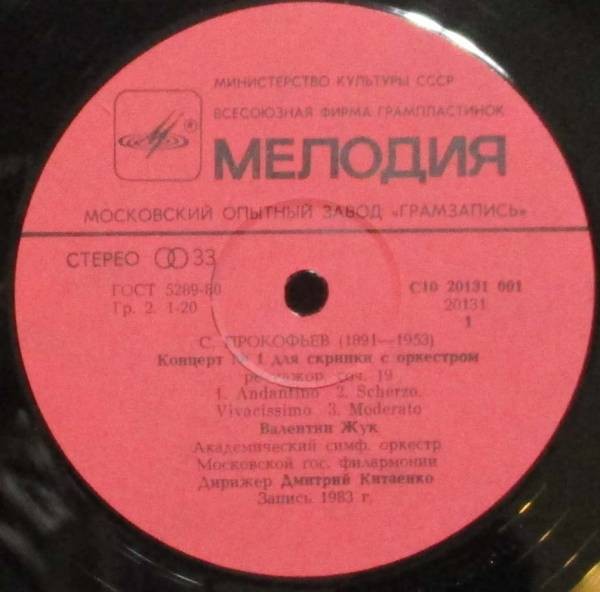 МИНИСТЕРСТВО КУЛЬТУРЫ СССР
ВСЕСОЮЗНАЯ ФИРМА ГРАМПЛАСТИНОК
® МЕЛОДИЯ
МОСКОВСКИЙ ОПЫТНЫЙ ЗАВОД «ГРАМЗАПИСЬ»
СТЕРЕО 33
ГОСТ 5289-80 С10 20131 001
Гр. 2. 1-20 20131
1
С. ПРОКОФЬЕВ (1891—1953)
Концерт № 1 для скрипки с оркестром
ре мажор, соч. 19
1. Andantino 2. Scherzo.
Vivacissimo 3. Moderato
Валентин Жук
Академический симф. оркестр
Московской гос. филармонии
Дирижер Дмитрий Китаенко
Запись 1983 г.